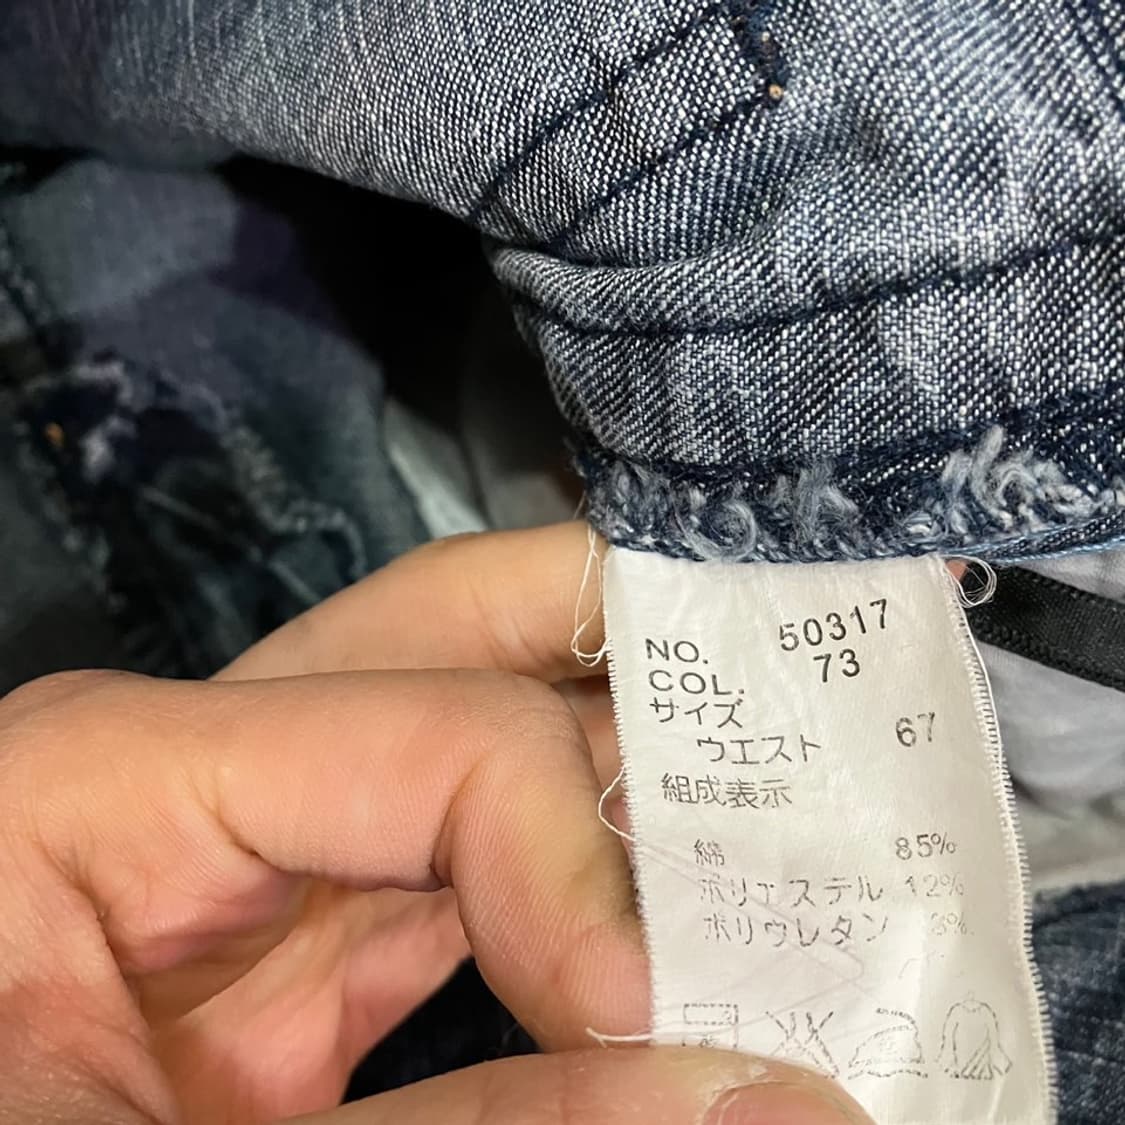 NO. 50317
COL. 73
サイズ
ウエスト 67
組成表示
綿 85%
ポリエステル 12%
ポリウレタン 3%